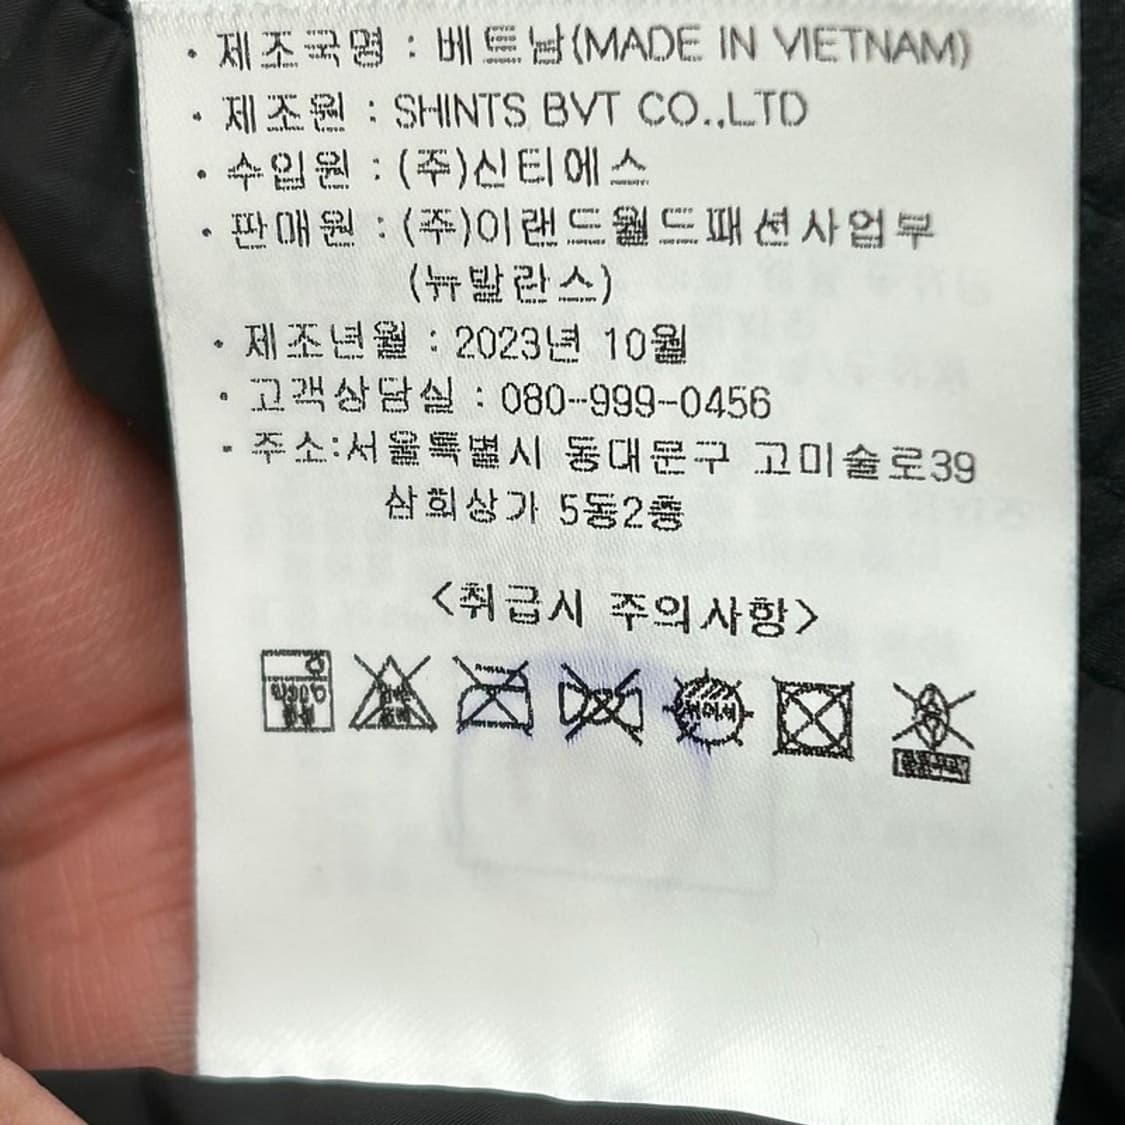 · 제조국명 : 베트남(MADE IN VIETNAM)
· 제조원 : SHINTS BVT CO.,LTD
· 수입원 : (주)신티에스
· 판매원 : (주)이랜드월드패션사업부
(뉴발란스)
· 제조년월 : 2023년 10월
· 고객상담실 : 080-999-0456
· 주소:서울특별시 동대문구 고미술로39
삼희상가 5동2층
<취급시 주의사항>